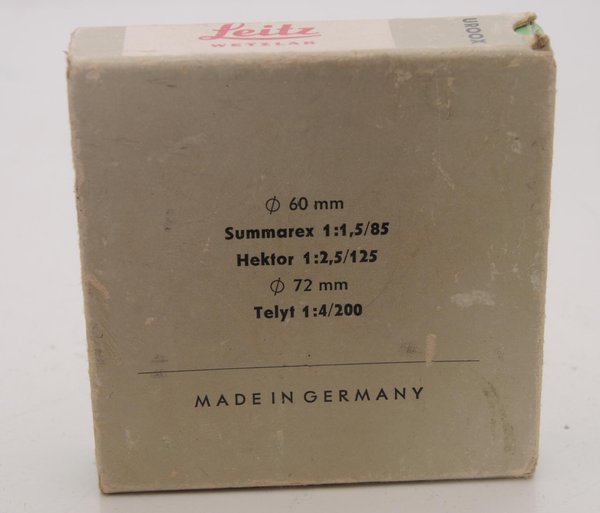 Leitz
WETZLAR
UROOX
⌀ 60 mm
Summarex 1:1,5/85
Hektor 1:2,5/125
⌀ 72 mm
Telyt 1:4/200
MADE IN GERMANY